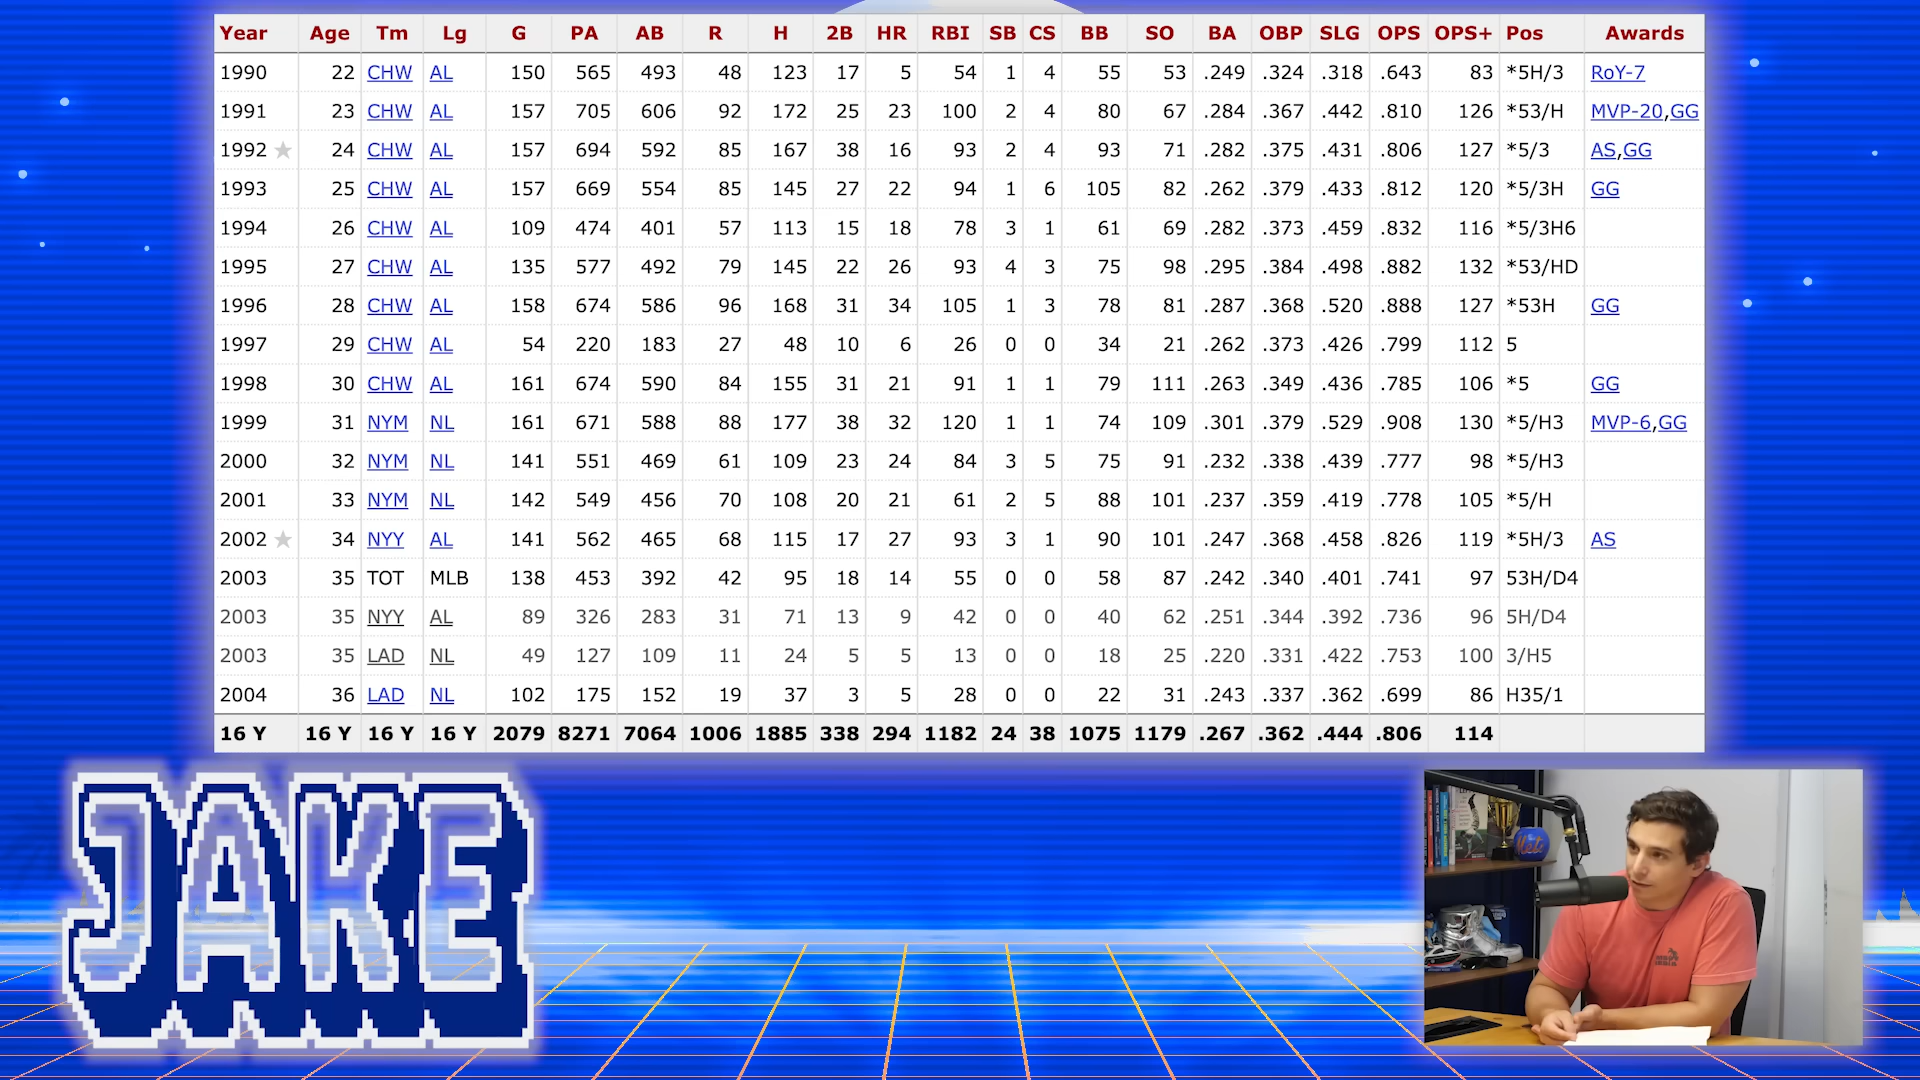 Year Age Tm Lg G PA AB R H 2B HR RBI SB CS BB SO BA OBP SLG OPS OPS+ Pos Awards
1990 22 CHW AL 150 565 493 48 123 17 5 54 1 4 55 53 .249 .324 .318 .643 83 *5H/3 RoY-7
1991 23 CHW AL 157 705 606 92 172 25 23 100 2 4 80 67 .284 .367 .442 .810 126 *53/H MVP-20,GG
1992 ★ 24 CHW AL 157 694 592 85 167 38 16 93 2 4 93 71 .282 .375 .431 .806 127 *5/3 AS,GG
1993 25 CHW AL 157 669 554 85 145 27 22 94 1 6 105 82 .262 .379 .433 .812 120 *5/3H GG
1994 26 CHW AL 109 474 401 57 113 15 18 78 3 1 61 69 .282 .373 .459 .832 116 *5/3H6
1995 27 CHW AL 135 577 492 79 145 22 26 93 4 3 75 98 .295 .384 .498 .882 132 *53/HD
1996 28 CHW AL 158 674 586 96 168 31 34 105 1 3 78 81 .287 .368 .520 .888 127 *53H GG
1997 29 CHW AL 54 220 183 27 48 10 6 26 0 0 34 21 .262 .373 .426 .799 112 5
1998 30 CHW AL 161 674 590 84 155 31 21 91 1 1 79 111 .263 .349 .436 .785 106 *5 GG
1999 31 NYM NL 161 671 588 88 177 38 32 120 1 1 74 109 .301 .379 .529 .908 130 *5/H3 MVP-6,GG
2000 32 NYM NL 141 551 469 61 109 23 24 84 3 5 75 91 .232 .338 .439 .777 98 *5/H3
2001 33 NYM NL 142 549 456 70 108 20 21 61 2 5 88 101 .237 .359 .419 .778 105 *5/H
2002 ★ 34 NYY AL 141 562 465 68 115 17 27 93 3 1 90 101 .247 .368 .458 .826 119 *5H/3 AS
2003 35 TOT MLB 138 453 392 42 95 18 14 55 0 0 58 87 .242 .340 .401 .741 97 53H/D4
2003 35 NYY AL 89 326 283 31 71 13 9 42 0 0 40 62 .251 .344 .392 .736 96 5H/D4
2003 35 LAD NL 49 127 109 11 24 5 5 13 0 0 18 25 .220 .331 .422 .753 100 3/H5
2004 36 LAD NL 102 175 152 19 37 3 5 28 0 0 22 31 .243 .337 .362 .699 86 H35/1
16 Y 16 Y 16 Y 16 Y 2079 8271 7064 1006 1885 338 294 1182 24 38 1075 1179 .267 .362 .444 .806 114
JAKE
Mets